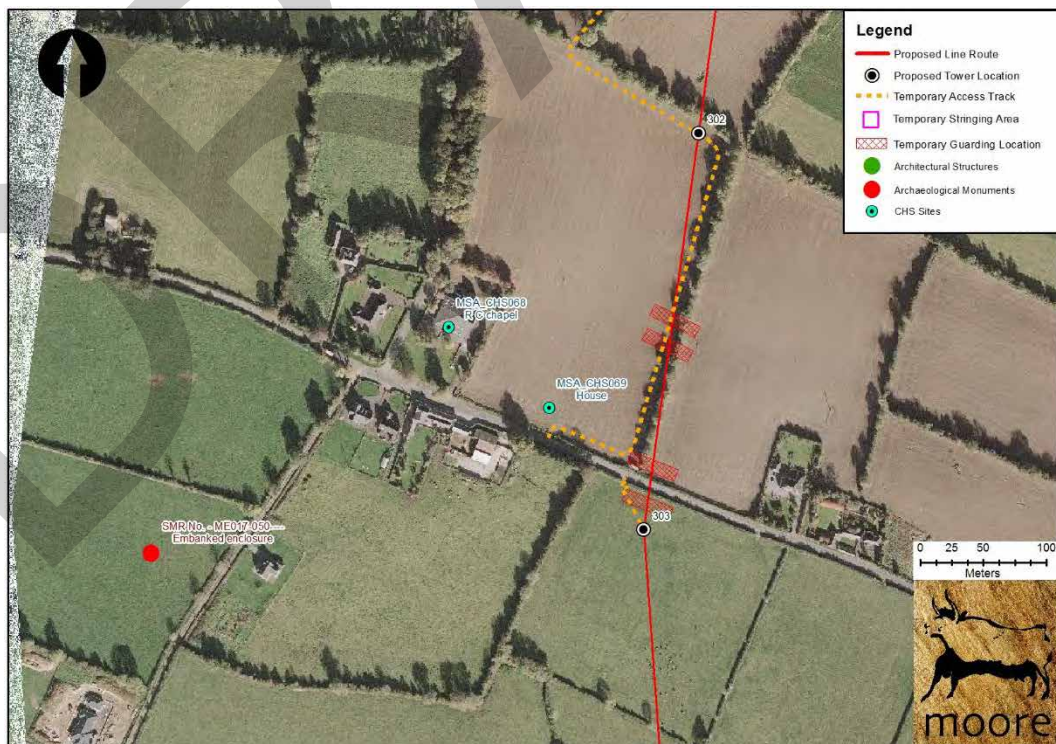 Legend
Proposed Line Route
Proposed Tower Location
Temporary Access Track
Temporary Stringing Area
Temporary Guarding Location
Architectural Structures
Archaeological Monuments
CHS Sites
302
MSA_CHS068
R C chapel
MSA_CHS069
House
303
SMR No. - ME017-050----
Embanked enclosure
0 25 50 100
Meters
moore